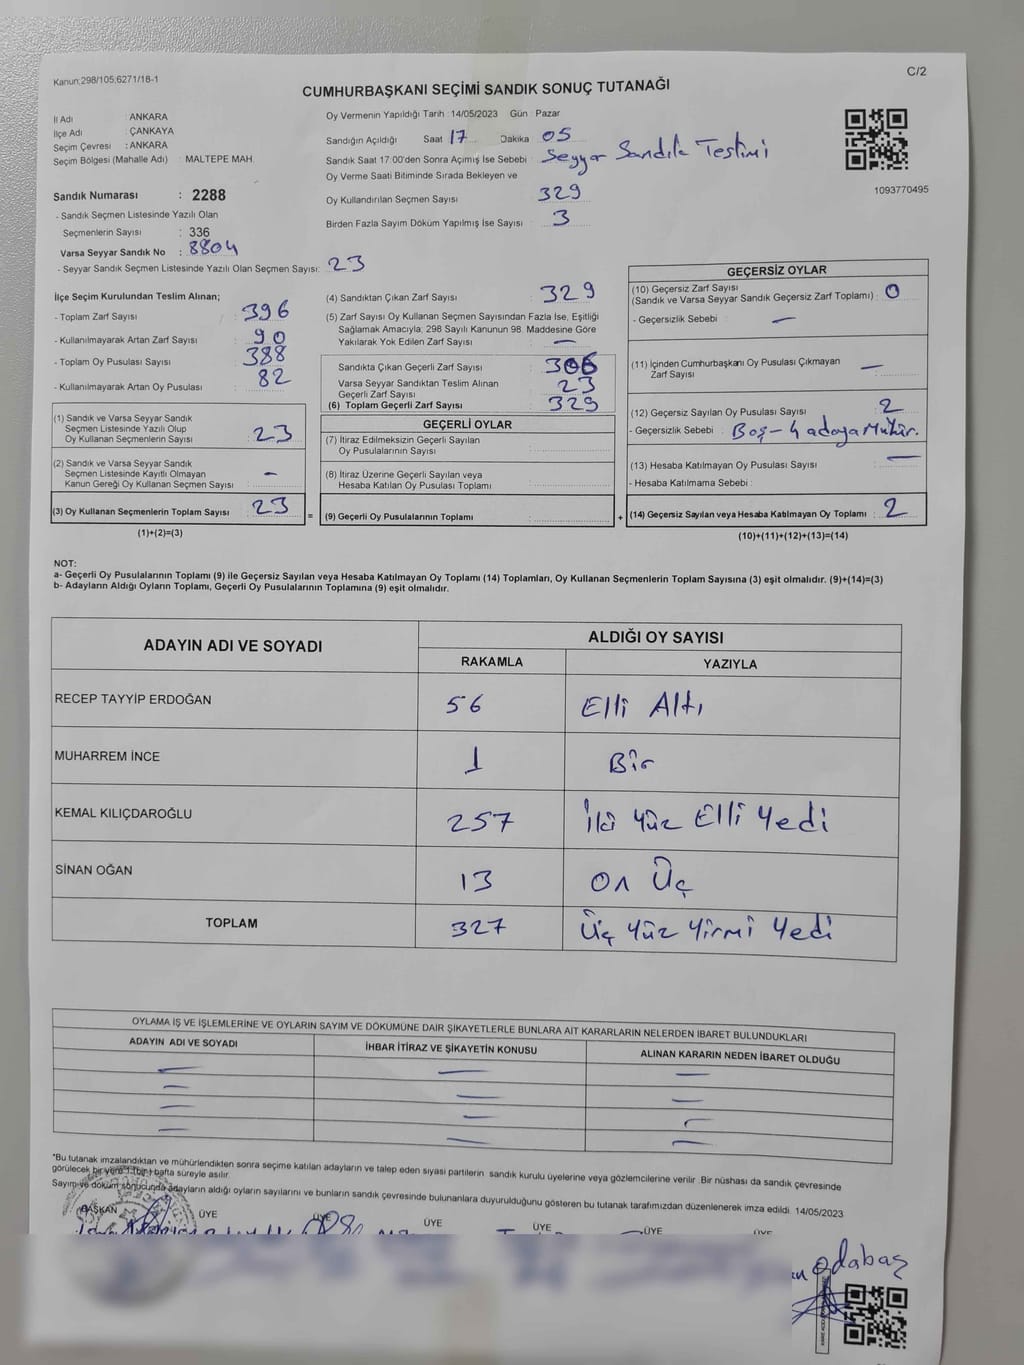 Kanun:298/105;6271/18-1
C/2
CUMHURBAŞKANI SEÇİMİ SANDIK SONUÇ TUTANAĞI
İl Adı : ANKARA
İlçe Adı : ÇANKAYA
Seçim Çevresi : ANKARA
Seçim Bölgesi (Mahalle Adı) : MALTEPE MAH.
Sandık Numarası : 2288
- Sandık Seçmen Listesinde Yazılı Olan
Seçmenlerin Sayısı : 336
Varsa Seyyar Sandık No : 8804
- Seyyar Sandık Seçmen Listesinde Yazılı Olan Seçmen Sayısı: 23
Oy Vermenin Yapıldığı Tarih : 14/05/2023 Gün : Pazar
Sandığın Açıldığı Saat 17 Dakika 05
Sandık Saat 17:00'den Sonra Açımış İse Sebebi : Seyyar Sandık Teslimi
Oy Verme Saati Bitiminde Sırada Bekleyen ve
Oy Kullandırılan Seçmen Sayısı : 329
Birden Fazla Sayım Döküm Yapılmış İse Sayısı : 3
1093770495
İlçe Seçim Kurulundan Teslim Alınan;
- Toplam Zarf Sayısı : 396
- Kullanılmayarak Artan Zarf Sayısı : 90
- Toplam Oy Pusulası Sayısı : 388
- Kullanılmayarak Artan Oy Pusulası : 82
(1) Sandık ve Varsa Seyyar Sandık
Seçmen Listesinde Yazılı Olup
Oy Kullanan Seçmenlerin Sayısı : 23
(2) Sandık ve Varsa Seyyar Sandık
Seçmen Listesinde Kayıtlı Olmayan
Kanun Gereği Oy Kullanan Seçmen Sayısı : -
(3) Oy Kullanan Seçmenlerin Toplam Sayısı : 23
(1)+(2)=(3)
(4) Sandıktan Çıkan Zarf Sayısı : 329
(5) Zarf Sayısı Oy Kullanan Seçmen Sayısından Fazla İse, Eşitliği
Sağlamak Amacıyla; 298 Sayılı Kanunun 98. Maddesine Göre
Yakılarak Yok Edilen Zarf Sayısı : —
Sandıkta Çıkan Geçerli Zarf Sayısı : 306
Varsa Seyyar Sandıktan Teslim Alınan
Geçerli Zarf Sayısı : 23
(6) Toplam Geçerli Zarf Sayısı : 329
GEÇERLİ OYLAR
(7) İtiraz Edilmeksizin Geçerli Sayılan
Oy Pusulalarının Sayısı :
(8) İtiraz Üzerine Geçerli Sayılan veya
Hesaba Katılan Oy Pusulası Toplamı :
= (9) Geçerli Oy Pusulalarının Toplamı :
GEÇERSİZ OYLAR
(10) Geçersiz Zarf Sayısı
(Sandık ve Varsa Seyyar Sandık Geçersiz Zarf Toplamı) : 0
- Geçersizlik Sebebi : —
(11) İçinden Cumhurbaşkanı Oy Pusulası Çıkmayan
Zarf Sayısı : —
(12) Geçersiz Sayılan Oy Pusulası Sayısı : 2
- Geçersizlik Sebebi : Boş - 4 adaya Mühür.
(13) Hesaba Katılmayan Oy Pusulası Sayısı : —
- Hesaba Katılmama Sebebi :
+ (14) Geçersiz Sayılan veya Hesaba Katılmayan Oy Toplamı : 2
(10)+(11)+(12)+(13)=(14)
NOT:
a- Geçerli Oy Pusulalarının Toplamı (9) ile Geçersiz Sayılan veya Hesaba Katılmayan Oy Toplamı (14) Toplamları, Oy Kullanan Seçmenlerin Toplam Sayısına (3) eşit olmalıdır. (9)+(14)=(3)
b- Adayların Aldığı Oyların Toplamı, Geçerli Oy Pusulalarının Toplamına (9) eşit olmalıdır.
ADAYIN ADI VE SOYADI
ALDIĞI OY SAYISI
RAKAMLA YAZIYLA
RECEP TAYYİP ERDOĞAN 56 Elli Altı
MUHARREM İNCE 1 Bir
KEMAL KILIÇDAROĞLU 257 İki Yüz Elli Yedi
SİNAN OĞAN 13 On Üç
TOPLAM 327 Üç Yüz Yirmi Yedi
OYLAMA İŞ VE İŞLEMLERİNE VE OYLARIN SAYIM VE DÖKÜMÜNE DAİR ŞİKAYETLERLE BUNLARA AİT KARARLARIN NELERDEN İBARET BULUNDUKLARI
ADAYIN ADI VE SOYADI İHBAR İTİRAZ VE ŞİKAYETİN KONUSU ALINAN KARARIN NEDEN İBARET OLDUĞU
*Bu tutanak imzalandıktan ve mühürlendikten sonra seçime katılan adayların ve talep eden siyasi partilerin sandık kurulu üyelerine veya gözlemcilerine verilir. Bir nüshası da sandık çevresinde
görülecek bir yere 1 (bir) hafta süreyle asılır.
Sayım ve döküm sonucunda adayların aldığı oyların sayılarını ve bunların sandık çevresinde bulunanlara duyurulduğunu gösteren bu tutanak tarafımızdan düzenlenerek imza edildi. 14/05/2023
BAŞKAN ÜYE ÜYE ÜYE ÜYE ÜYE ÜYE
Odabaş